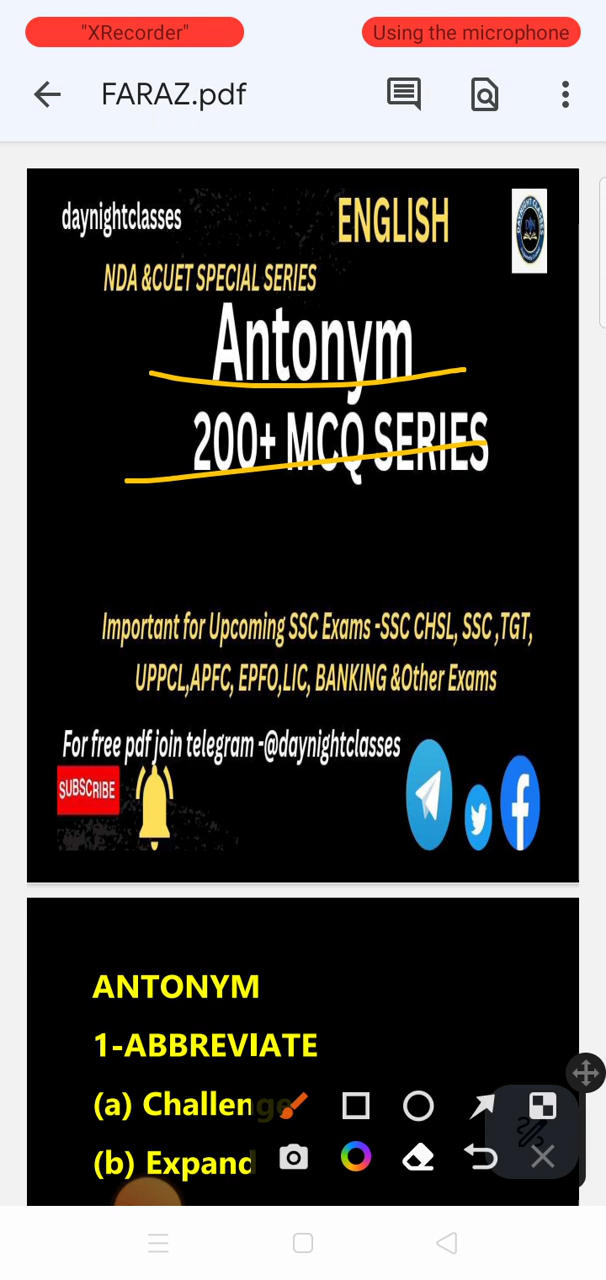 "XRecorder"
Using the microphone
FARAZ.pdf
daynightclasses
ENGLISH
NDA &CUET SPECIAL SERIES
Antonym
200+ MCQ SERIES
Important for Upcoming SSC Exams -SSC CHSL, SSC ,TGT,
UPPCL,APFC, EPFO,LIC, BANKING &Other Exams
For free pdf join telegram -@daynightclasses
SUBSCRIBE
ANTONYM
1-ABBREVIATE
(a) Challenge
(b) Expand